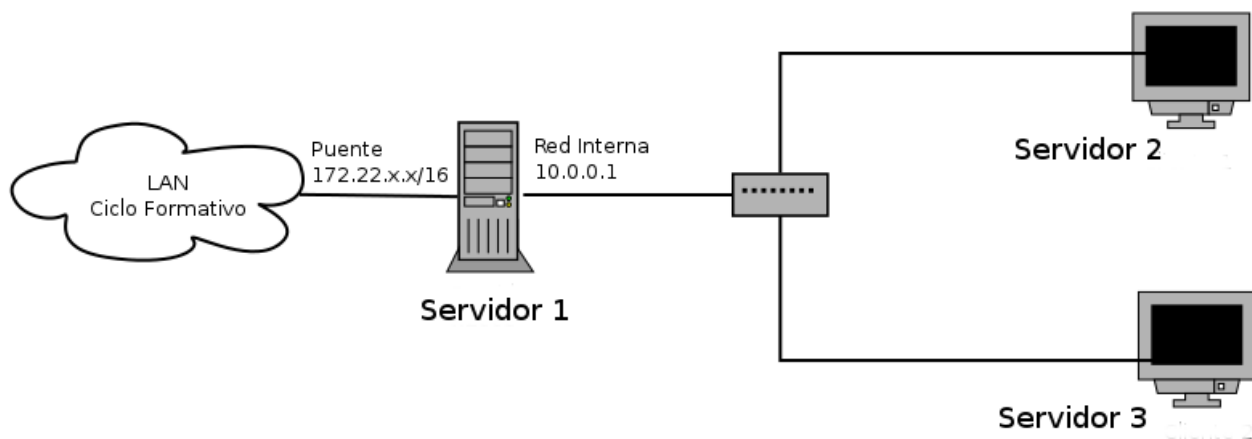 LAN
Ciclo Formativo
Puente
172.22.x.x/16
Red Interna
10.0.0.1
Servidor 1
Servidor 2
Servidor 3